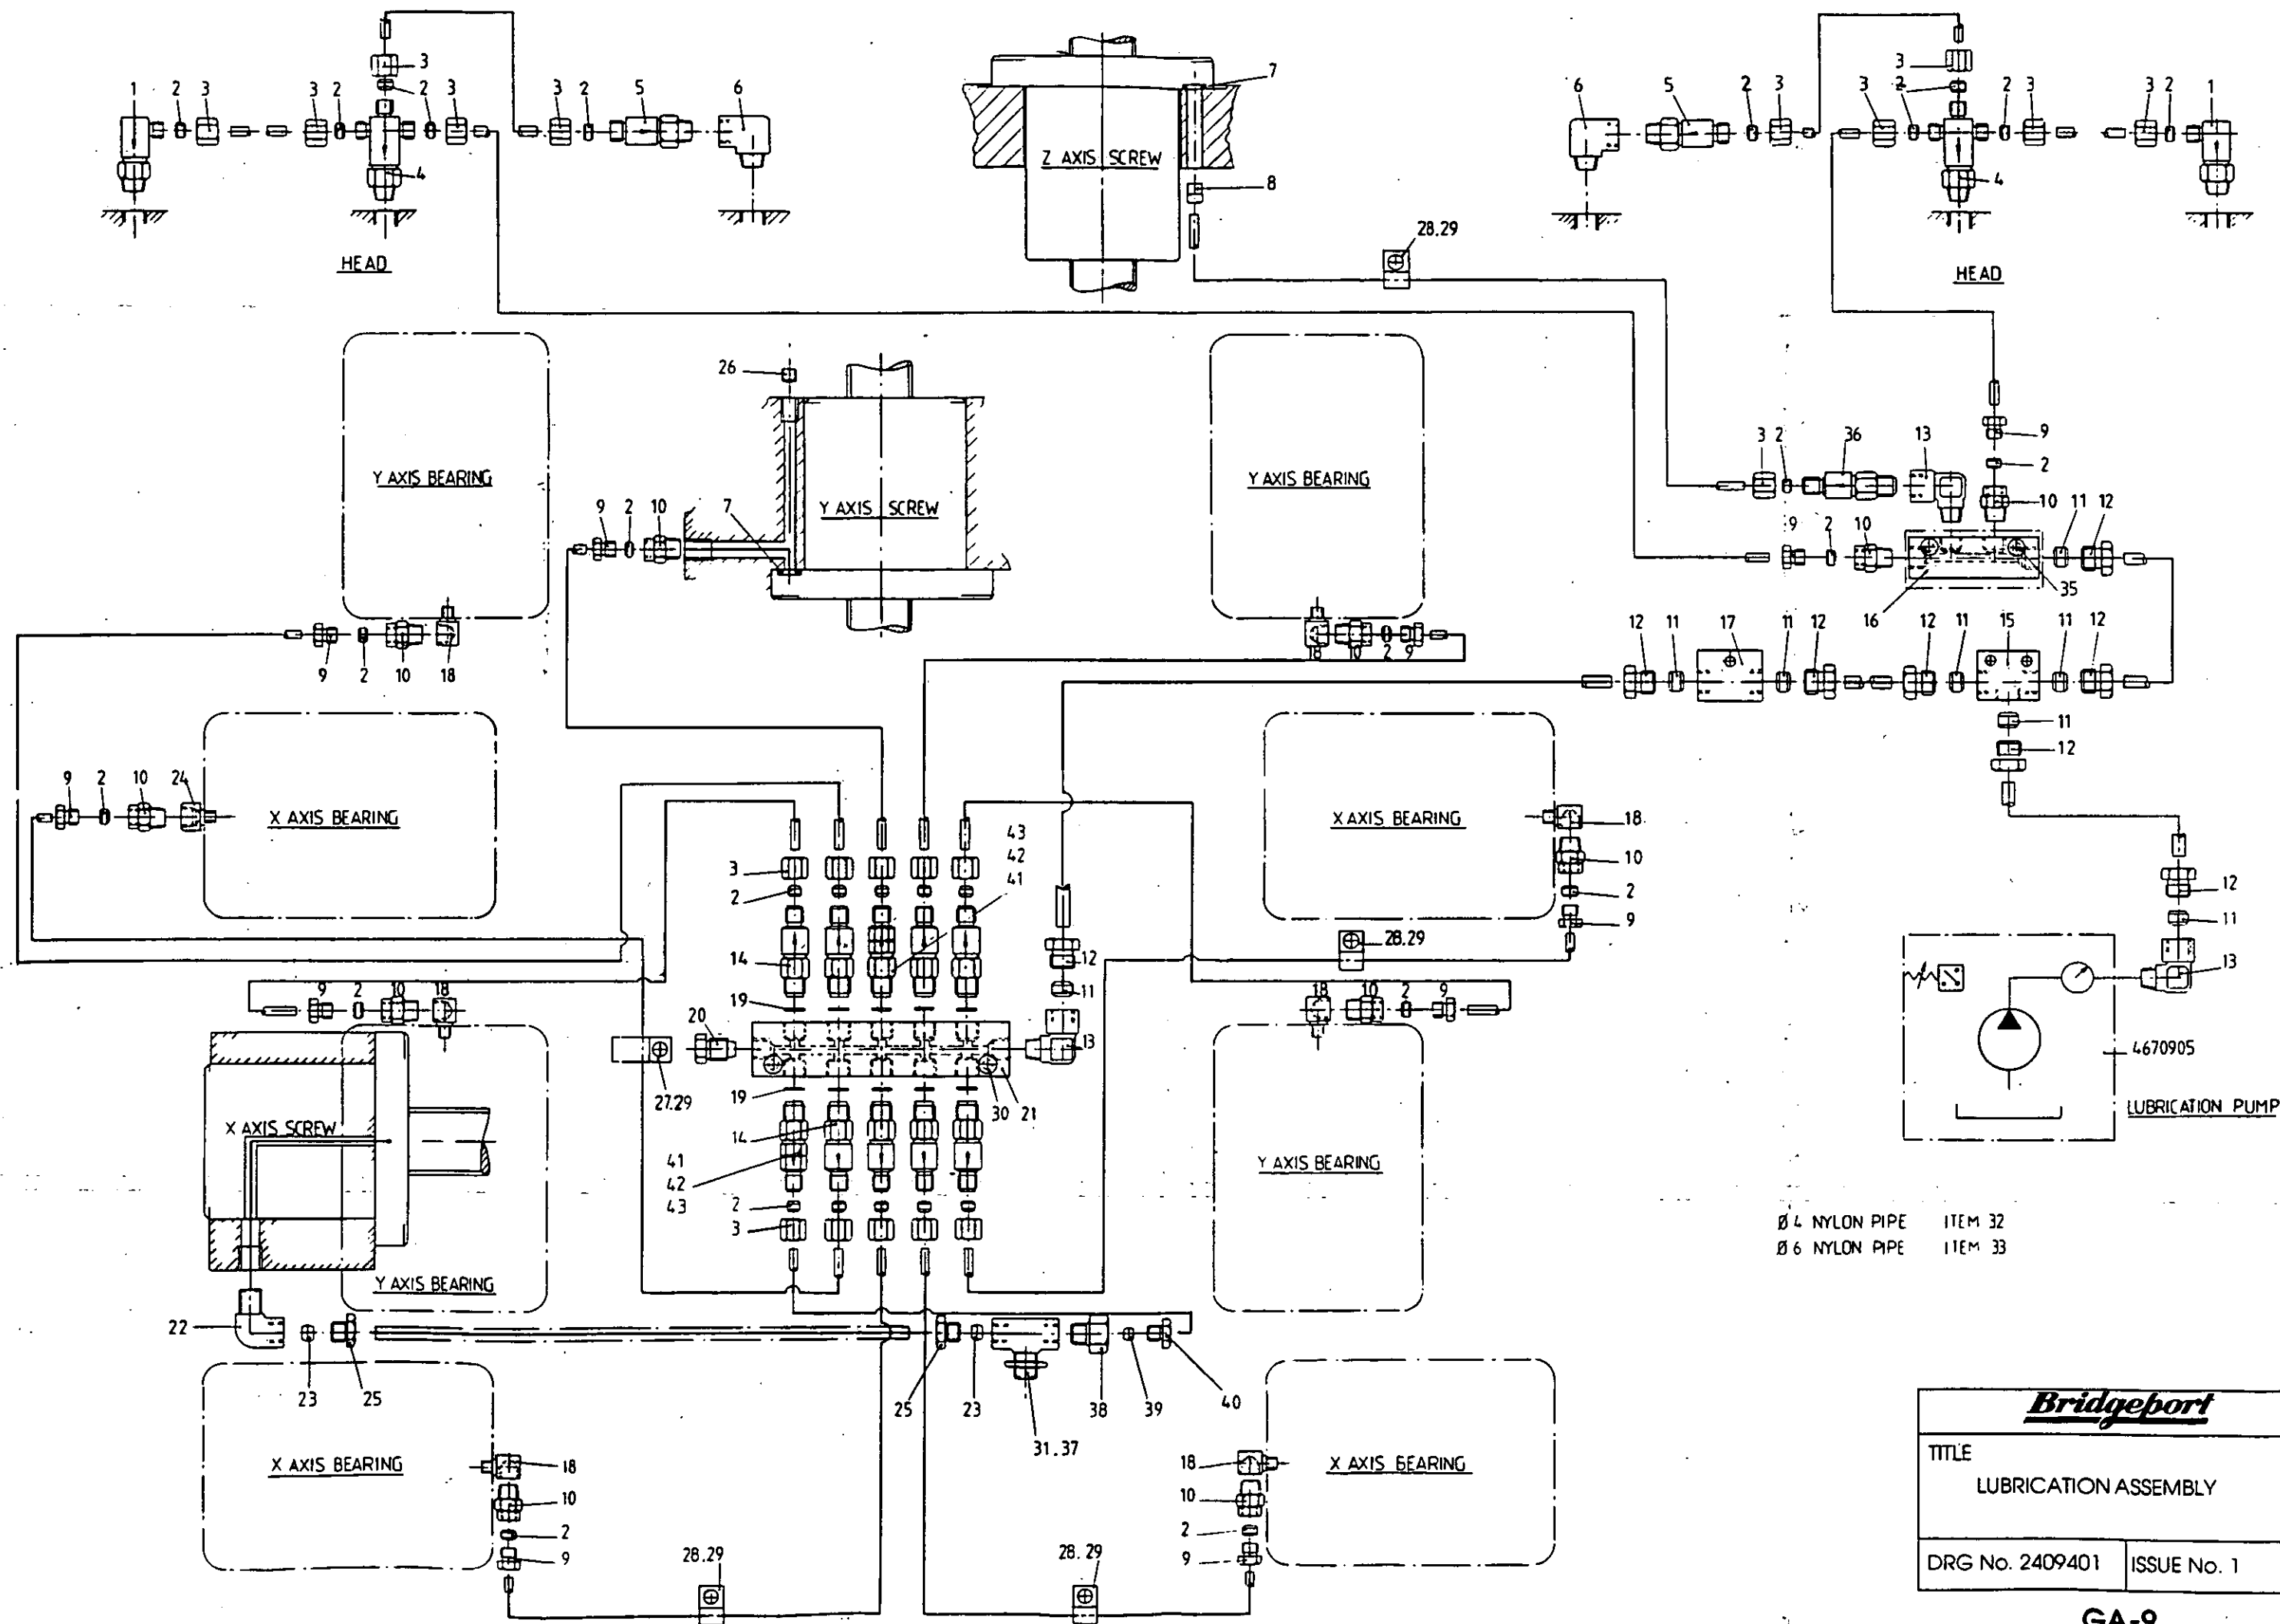 3
1 2 3 3 2 2 3 3 2 5 6
4
HEAD
7
Z AXIS SCREW
8
28.29
3
6 5 2 3 3 2 2 3 3 2 1
4
HEAD
26
Y AXIS BEARING
Y AXIS SCREW
9 2 10 7
Y AXIS BEARING
3 2 36 13
9
2
10 11 12
9 2 10
16 35
9 2 10 18
18 10 2 9
12 11 17 11 12 12 11 15 11 12
11
12
9 2 10 24
X AXIS BEARING
X AXIS BEARING
18
10
2
9
43
42
41
3
2
14
12
11
28.29
12
11
13
9 2 10 18
19
20
13
18 10 2 9
27.29
19
30 21
4670905
LUBRICATION PUMP
X AXIS SCREW
14
41
42
43
2
3
Y AXIS BEARING
Y AXIS BEARING
Ø 4 NYLON PIPE ITEM 32
Ø 6 NYLON PIPE ITEM 33
22
23 25
25 23 38 39 40
31.37
X AXIS BEARING
18
10
2
9
18
10
2
9
X AXIS BEARING
28.29
28.29
Bridgeport
TITLE
LUBRICATION ASSEMBLY
DRG No. 2409401 ISSUE No. 1
GA-9